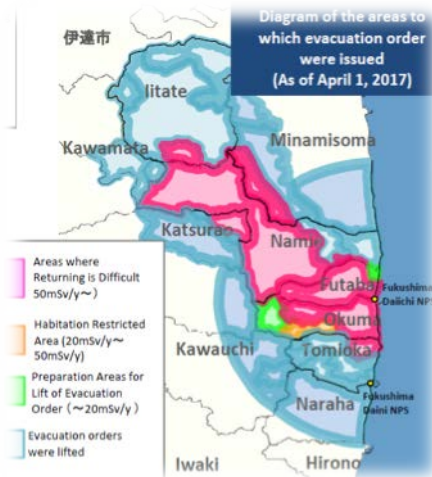 Diagram of the areas to
which evacuation order
were issued
(As of April 1, 2017)
伊達市
Iitate
Minamisoma
Kawamata
Katsurao
Namie
Futaba
Fukushima
Daiichi NPS
Okuma
Kawauchi
Tomioka
Fukushima
Daini NPS
Naraha
Iwaki
Hirono
Areas where
Returning is Difficult
50mSv/y～)
Habitation Restricted
Area (20mSv/y～
50mSv/y)
Preparation Areas for
Lift of Evacuation
Order (～20mSv/y)
Evacuation orders
were lifted